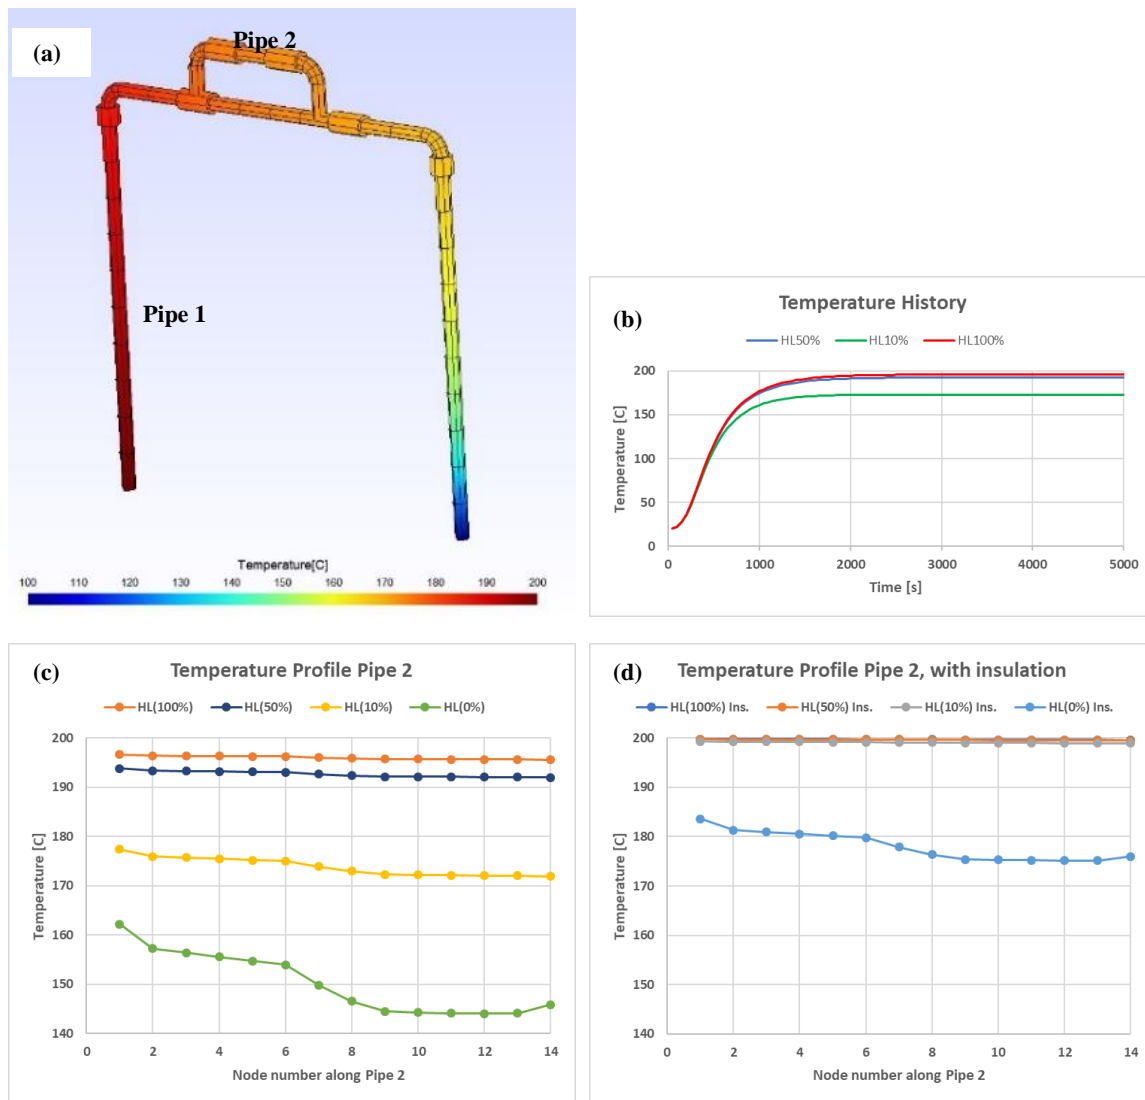 (a)
Pipe 2
Pipe 1
Temperature[C]
100 110 120 130 140 150 160 170 180 190 200
(b)
Temperature History
HL50% HL10% HL100%
Temperature [C]
200
150
100
50
0
0 1000 2000 3000 4000 5000
Time [s]
(c)
Temperature Profile Pipe 2
HL(100%) HL(50%) HL(10%) HL(0%)
Temperature [C]
200
190
180
170
160
150
140
0 2 4 6 8 10 12 14
Node number along Pipe 2
(d)
Temperature Profile Pipe 2, with insulation
HL(100%) Ins. HL(50%) Ins. HL(10%) Ins. HL(0%) Ins.
Temperature [C]
200
190
180
170
160
150
140
0 2 4 6 8 10 12 14
Node number along Pipe 2